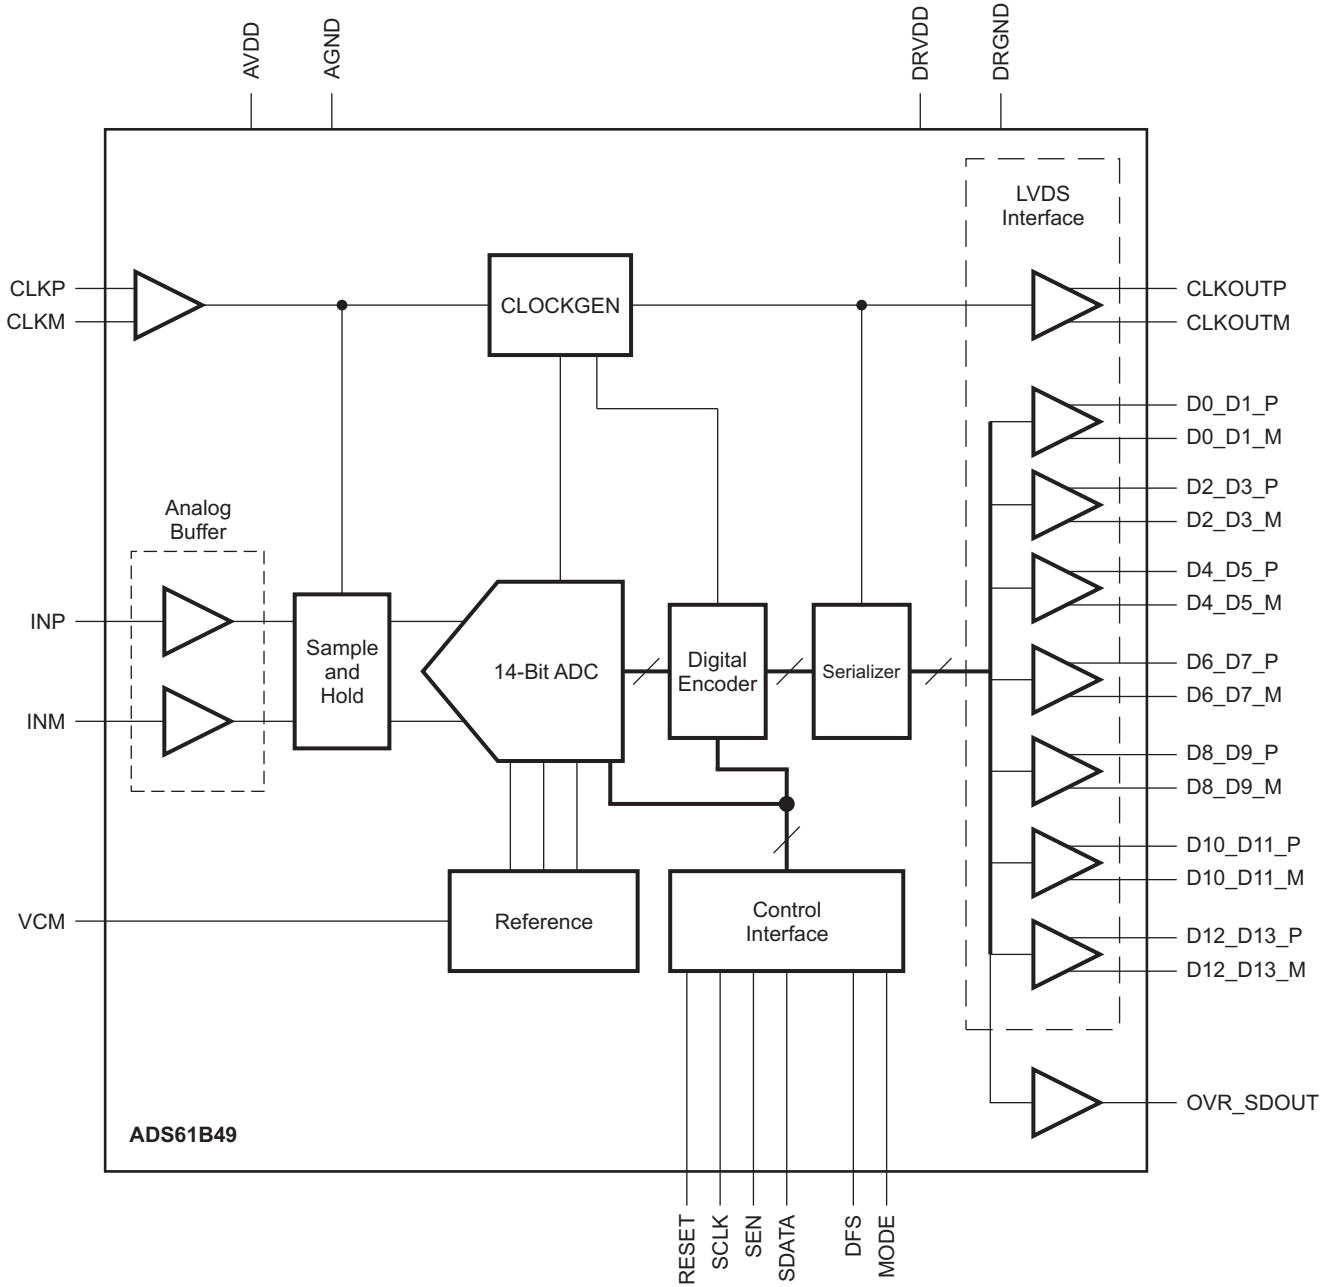 AVDD
AGND
DRVDD
DRGND
LVDS
Interface
CLKP
CLKM
CLOCKGEN
CLKOUTP
CLKOUTM
D0_D1_P
D0_D1_M
D2_D3_P
D2_D3_M
D4_D5_P
D4_D5_M
D6_D7_P
D6_D7_M
D8_D9_P
D8_D9_M
D10_D11_P
D10_D11_M
D12_D13_P
D12_D13_M
OVR_SDOUT
Analog
Buffer
INP
INM
Sample
and
Hold
14-Bit ADC
Digital
Encoder
Serializer
VCM
Reference
Control
Interface
ADS61B49
RESET
SCLK
SEN
SDATA
DFS
MODE